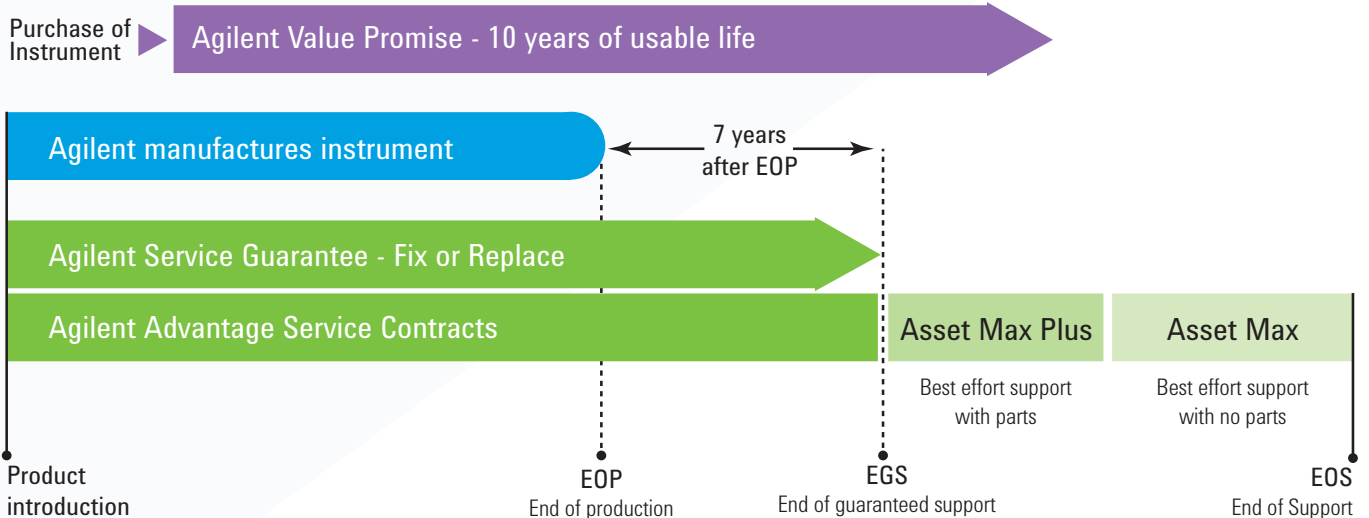 Purchase of
Instrument
Agilent Value Promise - 10 years of usable life
Agilent manufactures instrument
7 years
after EOP
Agilent Service Guarantee - Fix or Replace
Agilent Advantage Service Contracts
Asset Max Plus
Asset Max
Best effort support
with parts
Best effort support
with no parts
Product
introduction
EOP
End of production
EGS
End of guaranteed support
EOS
End of Support